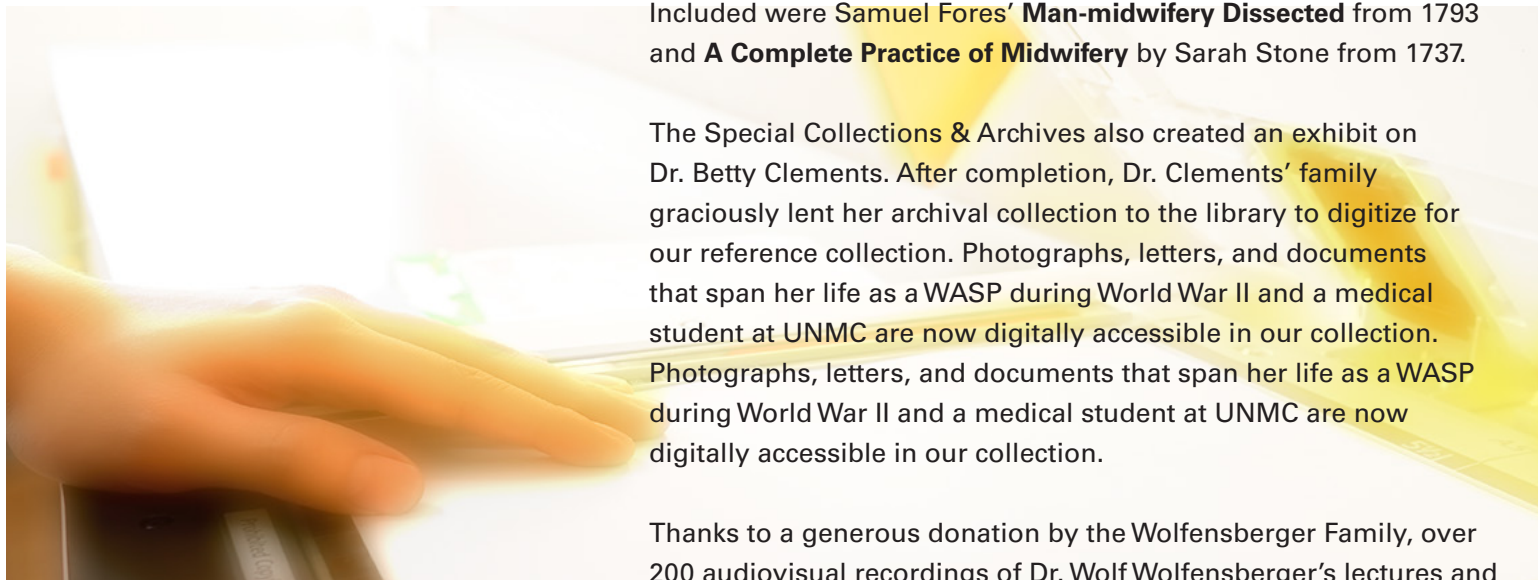 Included were Samuel Fores’ Man-midwifery Dissected from 1793
and A Complete Practice of Midwifery by Sarah Stone from 1737.
The Special Collections & Archives also created an exhibit on
Dr. Betty Clements. After completion, Dr. Clements’ family
graciously lent her archival collection to the library to digitize for
our reference collection. Photographs, letters, and documents
that span her life as a WASP during World War II and a medical
student at UNMC are now digitally accessible in our collection.
Photographs, letters, and documents that span her life as a WASP
during World War II and a medical student at UNMC are now
digitally accessible in our collection.
Thanks to a generous donation by the Wolfensberger Family, over
200 audiovisual recordings of Dr. Wolf Wolfensberger’s lectures and